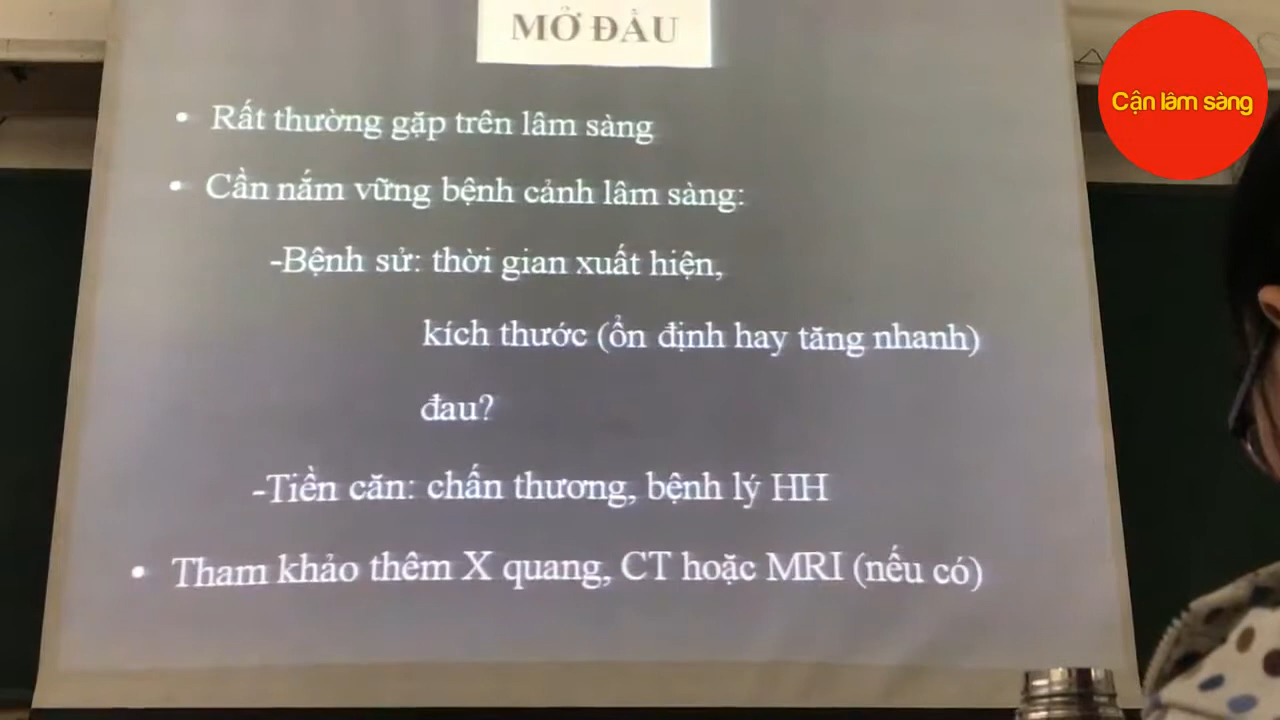 MỞ ĐẦU
Cận lâm sàng
• Rất thường gặp trên lâm sàng
• Cần nắm vững bệnh cảnh lâm sàng:
-Bệnh sử: thời gian xuất hiện,
kích thước (ổn định hay tăng nhanh)
đau?
-Tiền căn: chấn thương, bệnh lý HH
• Tham khảo thêm X quang, CT hoặc MRI (nếu có)